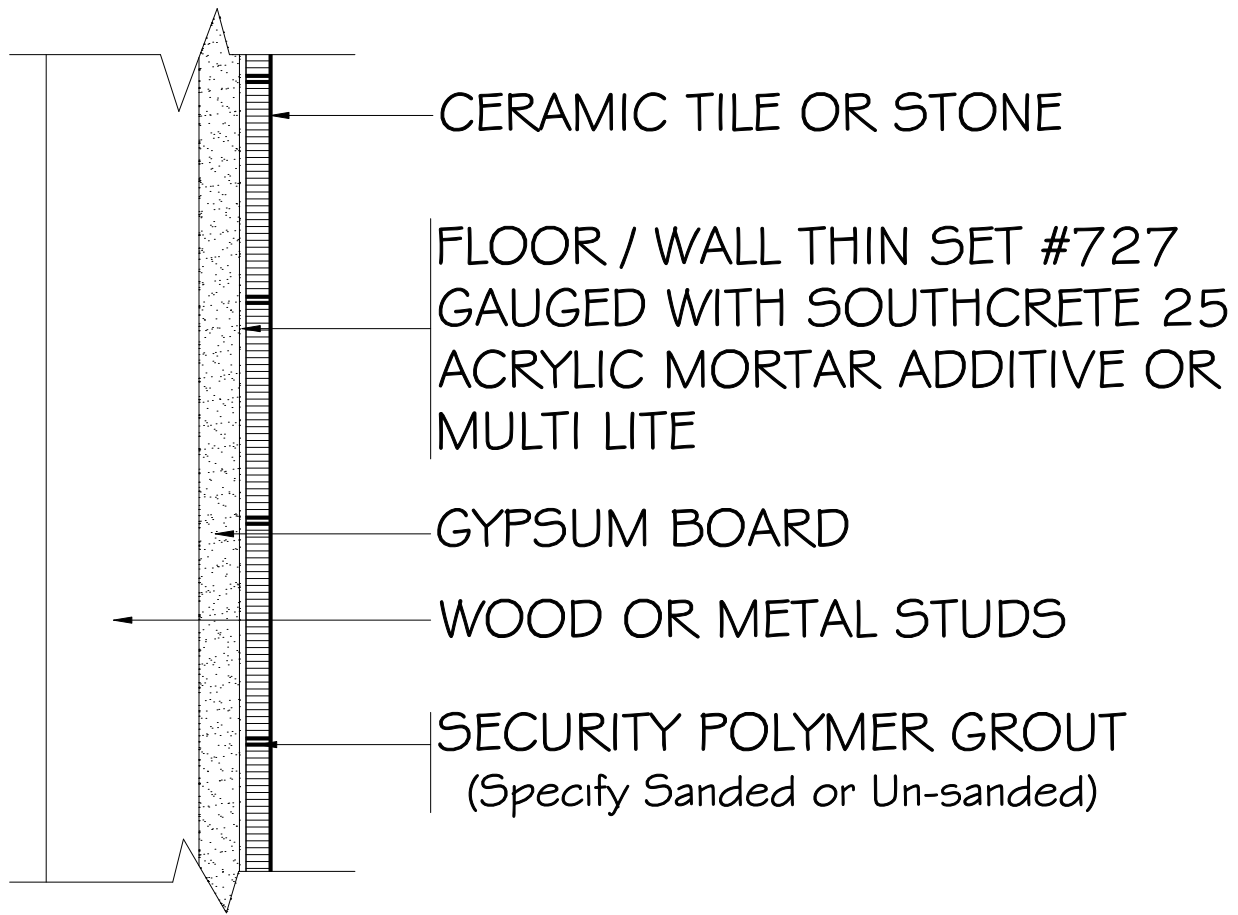 CERAMIC TILE OR STONE
FLOOR / WALL THIN SET #727
GAUGED WITH SOUTHCRETE 25
ACRYLIC MORTAR ADDITIVE OR
MULTI LITE
GYPSUM BOARD
WOOD OR METAL STUDS
SECURITY POLYMER GROUT
(Specify Sanded or Un-sanded)